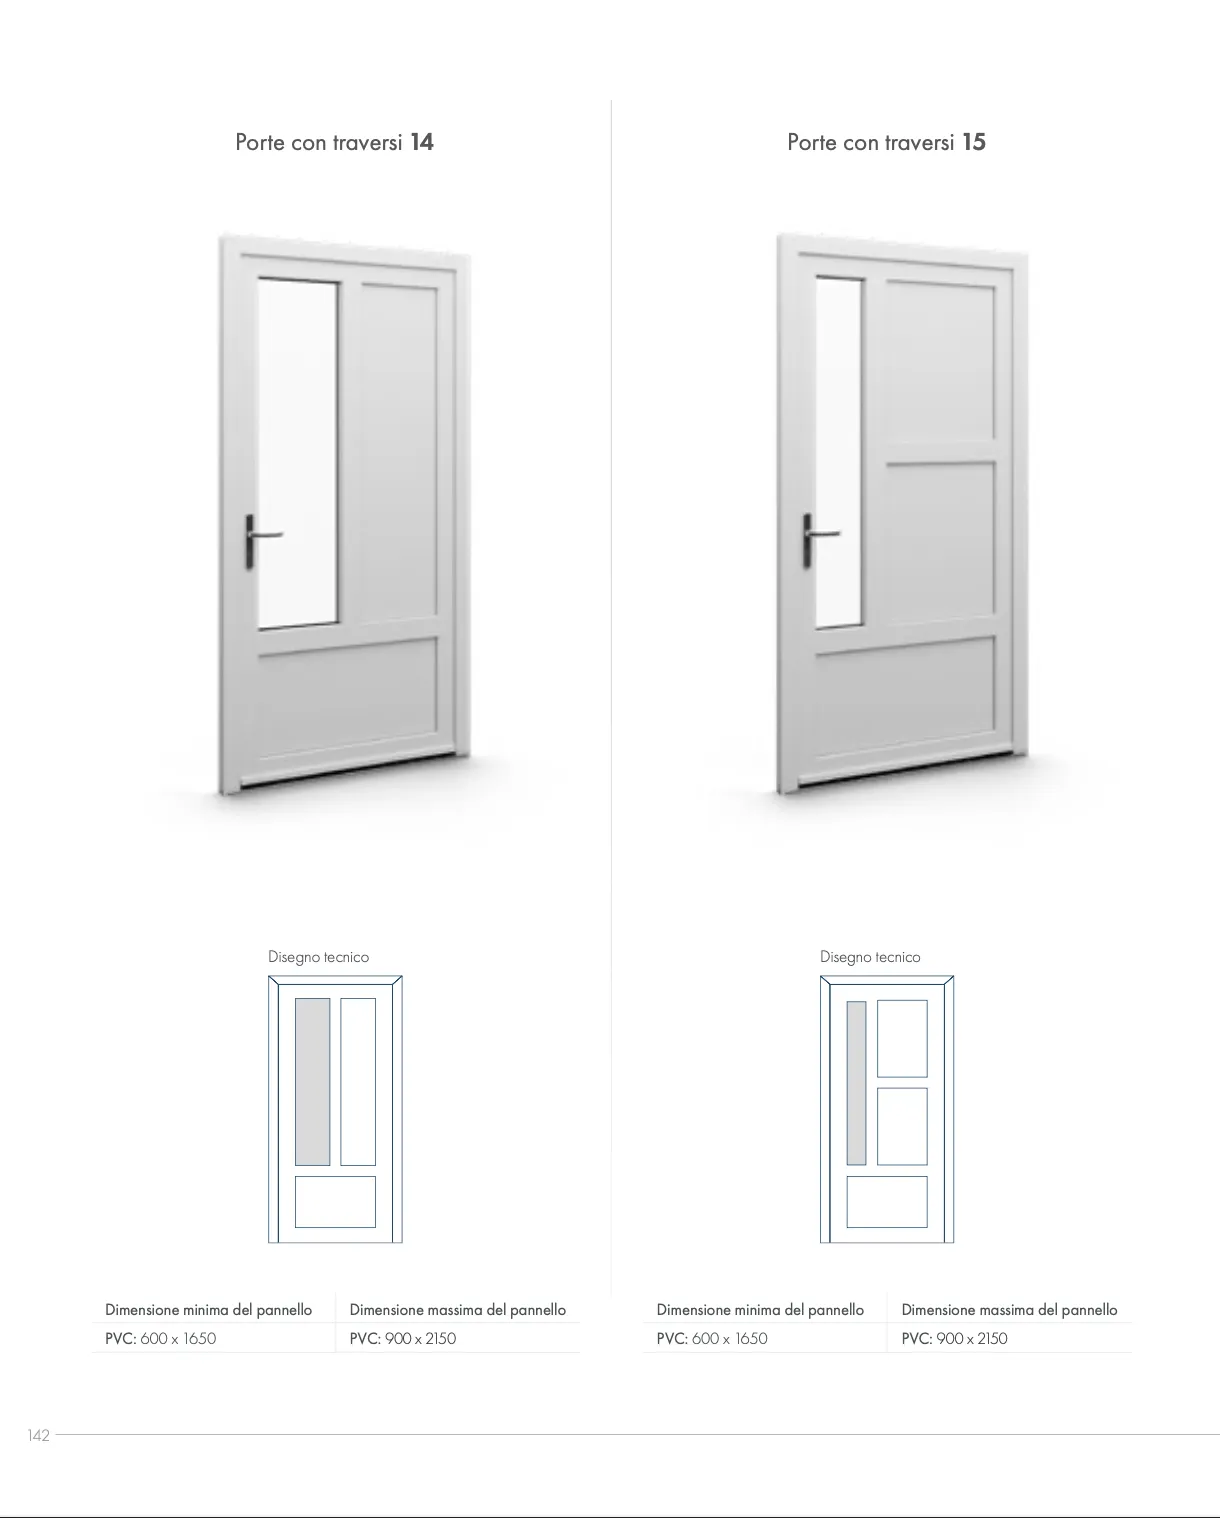 Porte con traversi 14
Disegno tecnico
Dimensione minima del pannello
Dimensione massima del pannello
PVC: 600 x 1650
PVC: 900 x 2150
Porte con traversi 15
Disegno tecnico
Dimensione minima del pannello
Dimensione massima del pannello
PVC: 600 x 1650
PVC: 900 x 2150
142